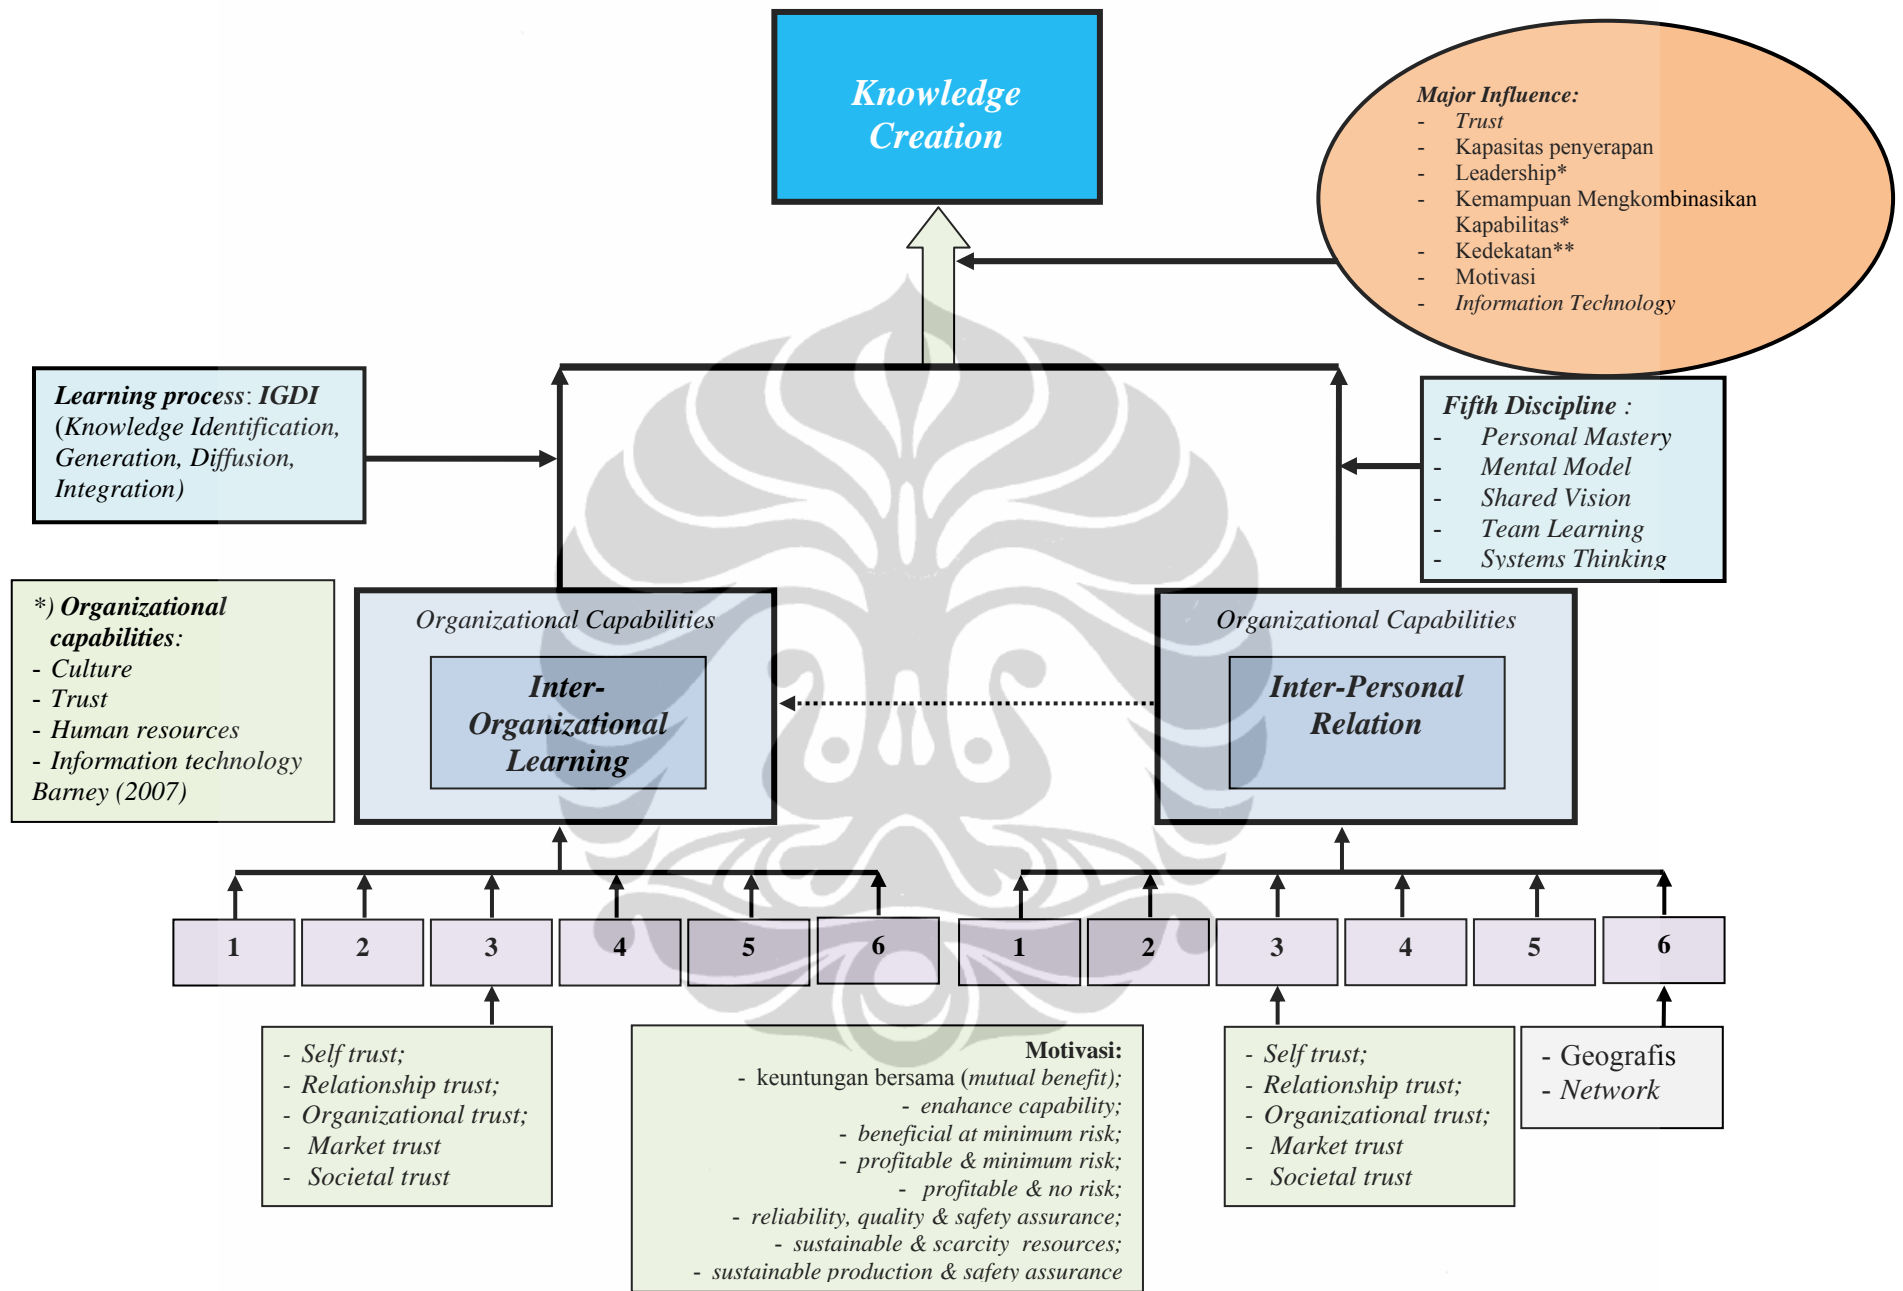 Knowledge
Creation
Major Influence:
- Trust
- Kapasitas penyerapan
- Leadership*
- Kemampuan Mengkombinasikan
Kapabilitas*
- Kedekatan**
- Motivasi
- Information Technology
Learning process: IGDI
(Knowledge Identification,
Generation, Diffusion,
Integration)
Fifth Discipline :
- Personal Mastery
- Mental Model
- Shared Vision
- Team Learning
- Systems Thinking
*) Organizational
capabilities:
- Culture
- Trust
- Human resources
- Information technology
Barney (2007)
Organizational Capabilities
Inter-
Organizational
Learning
Organizational Capabilities
Inter-Personal
Relation
1 2 3 4 5 6
1 2 3 4 5 6
- Self trust;
- Relationship trust;
- Organizational trust;
- Market trust
- Societal trust
Motivasi:
- keuntungan bersama (mutual benefit);
- enahance capability;
- beneficial at minimum risk;
- profitable & minimum risk;
- profitable & no risk;
- reliability, quality & safety assurance;
- sustainable & scarcity resources;
- sustainable production & safety assurance
- Self trust;
- Relationship trust;
- Organizational trust;
- Market trust
- Societal trust
- Geografis
- Network